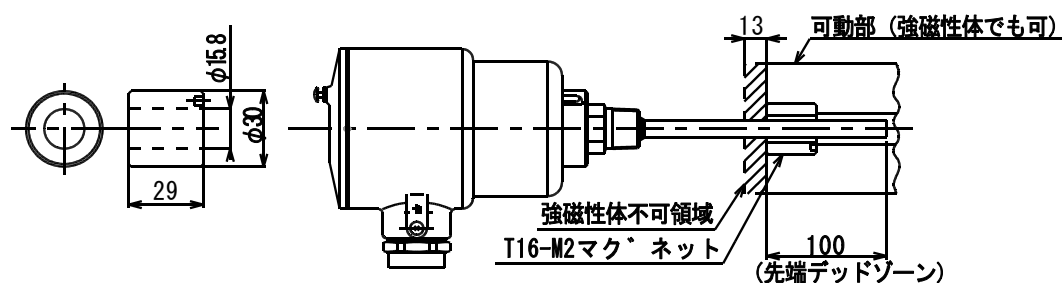 13
可動部 (強磁性体でも可)
φ15.8
φ30
29
強磁性体不可領域
T16-M2マグネット
100
(先端デッドゾーン)